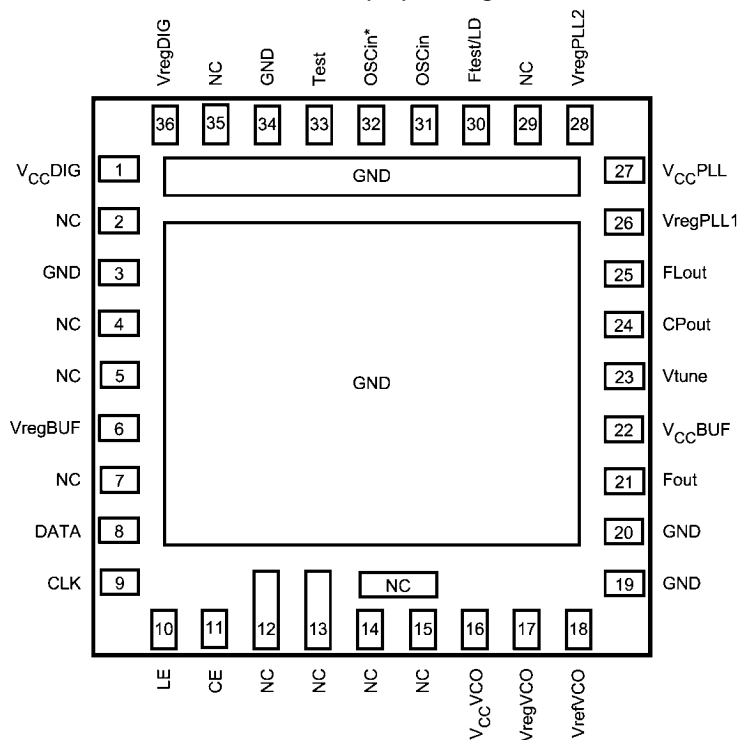 VregDIG
NC
GND
Test
OSCin*
OSCin
Ftest/LD
NC
VregPLL2
36 35 34 33 32 31 30 29 28
VCCDIG 1 GND 27 VCCPLL
NC 2 26 VregPLL1
GND 3 25 FLout
NC 4 24 CPout
NC 5 GND 23 Vtune
VregBUF 6 22 VCCBUF
NC 7 21 Fout
DATA 8 20 GND
CLK 9 NC 19 GND
10 11 12 13 14 15 16 17 18
LE
CE
NC
NC
NC
NC
VCCVCO
VregVCO
VrefVCO